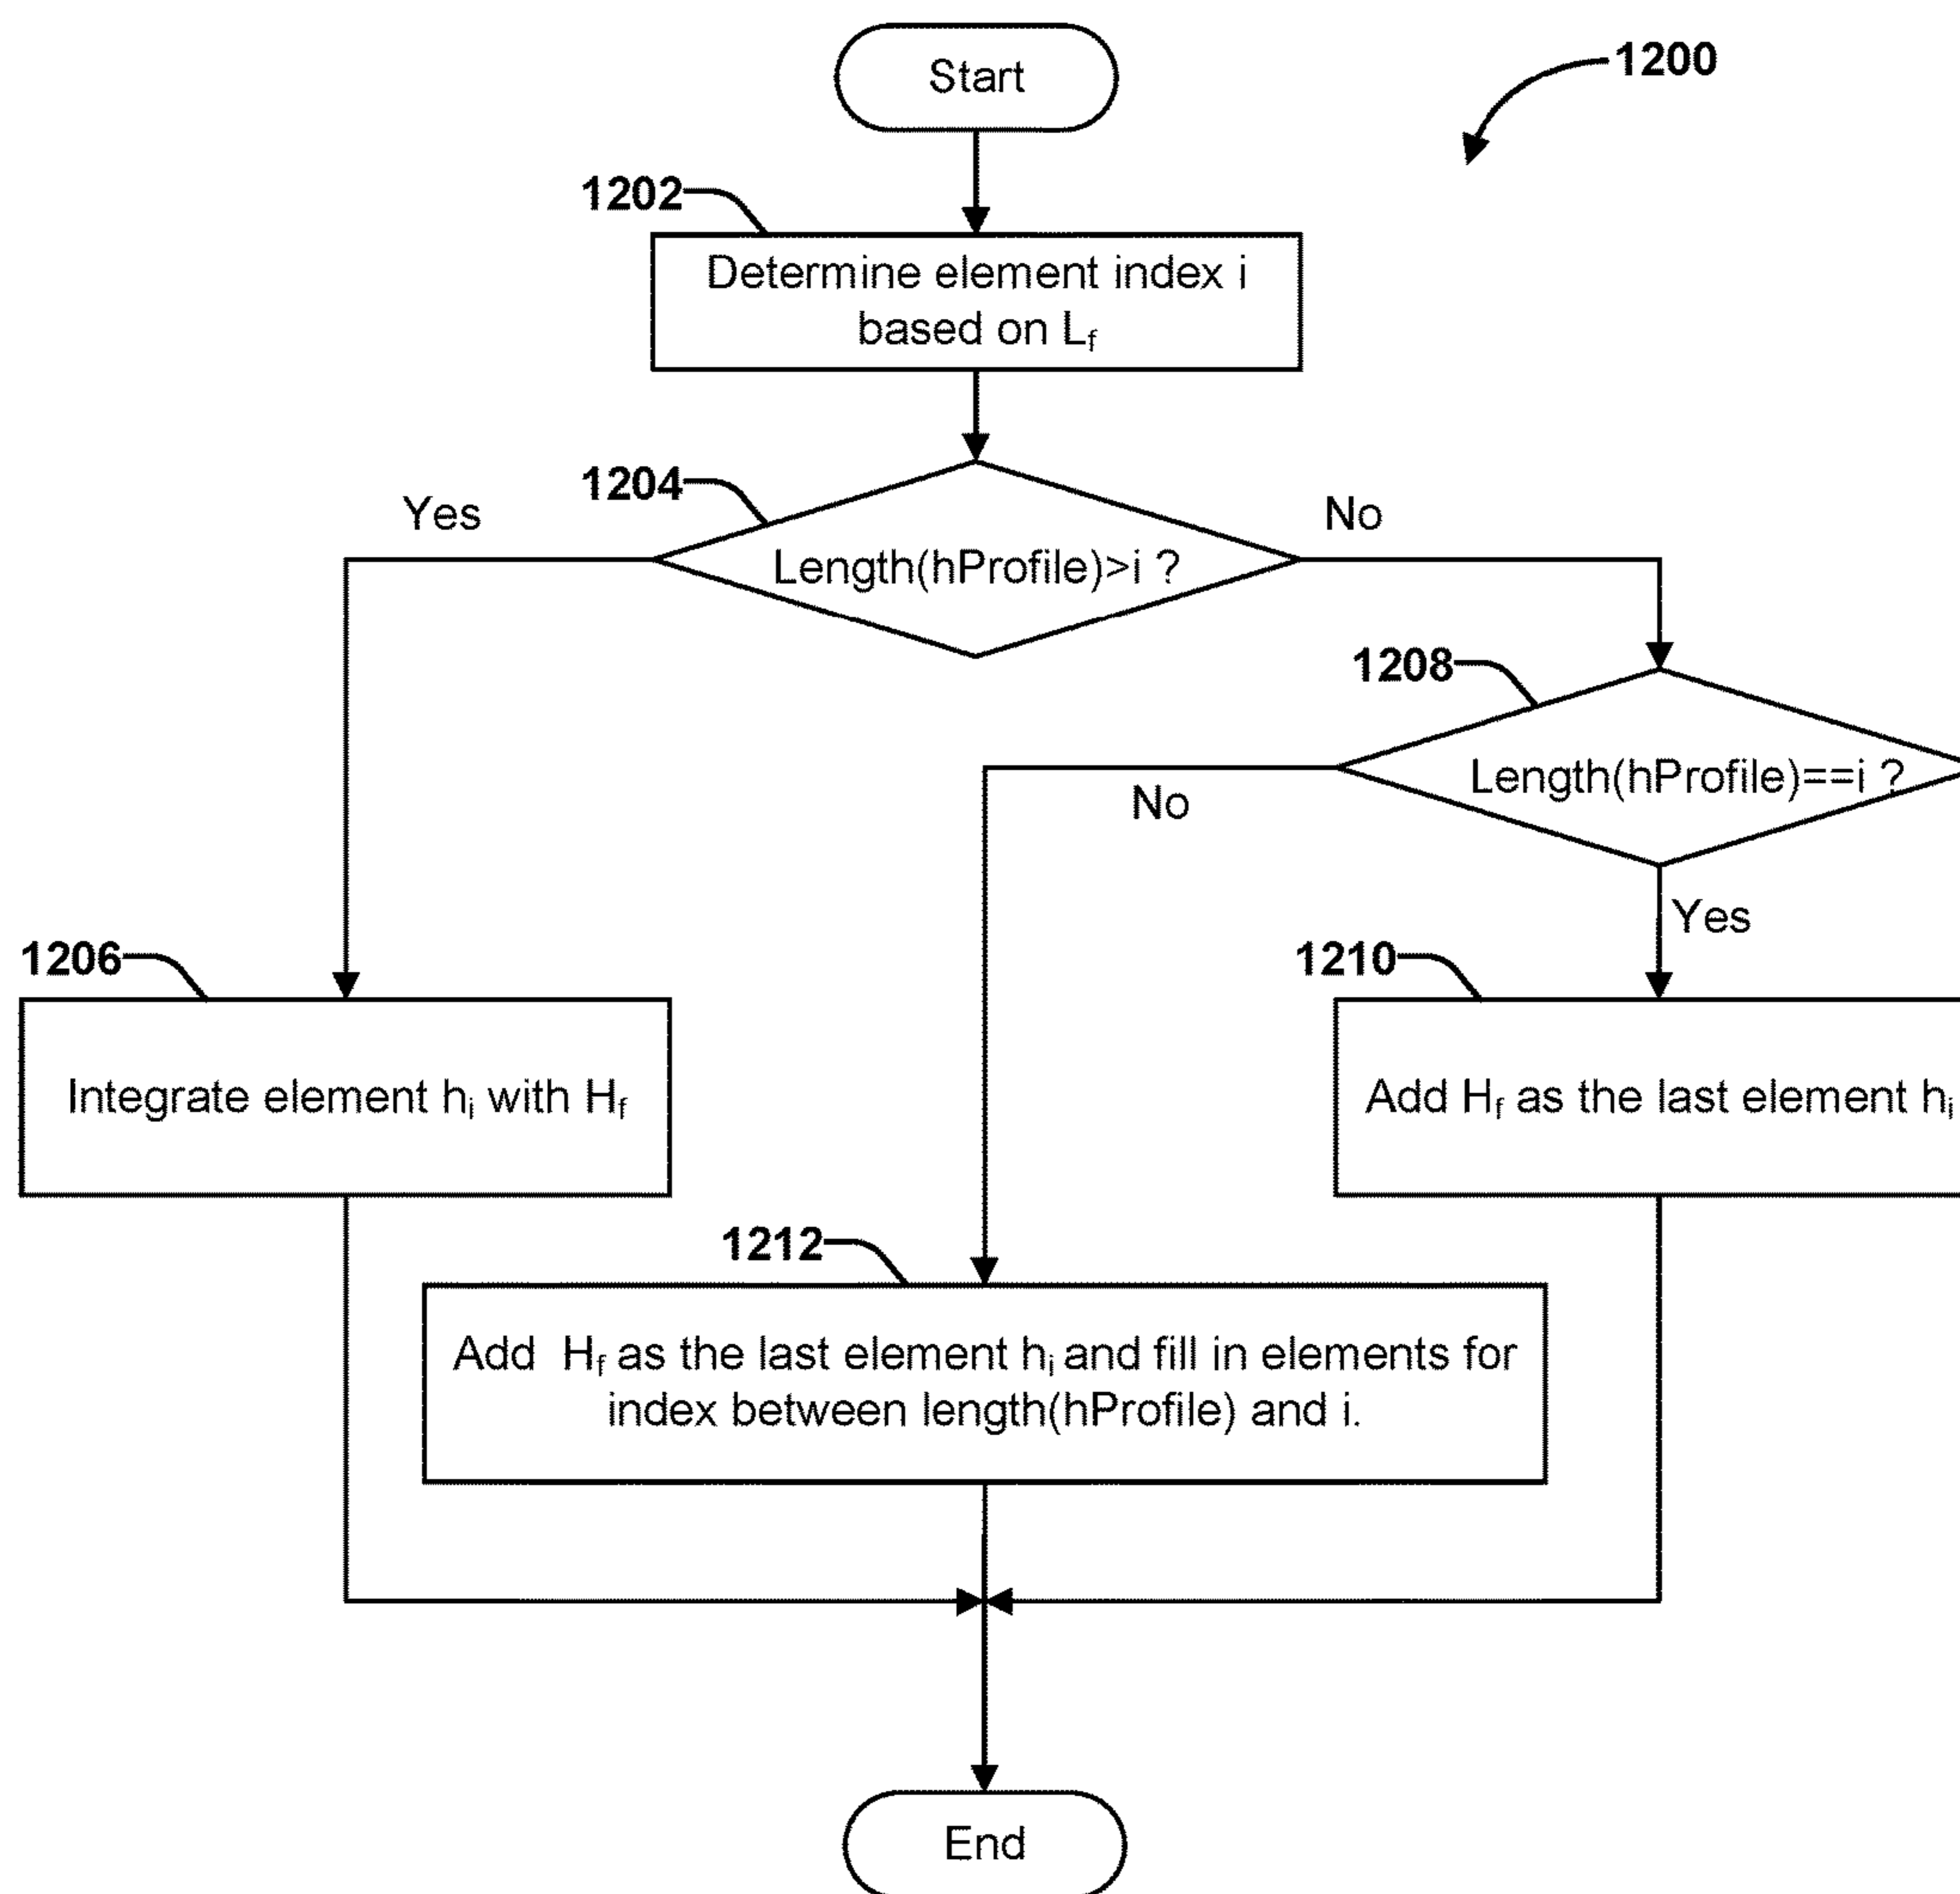 Start
1200
1202
Determine element index i
based on Lf
1204
Yes
No
Length(hProfile)>i ?
1208
Length(hProfile)==i ?
No
Yes
1206
1210
Integrate element hi with Hf
Add Hf as the last element hi
1212
Add Hf as the last element hi and fill in elements for
index between length(hProfile) and i.
End